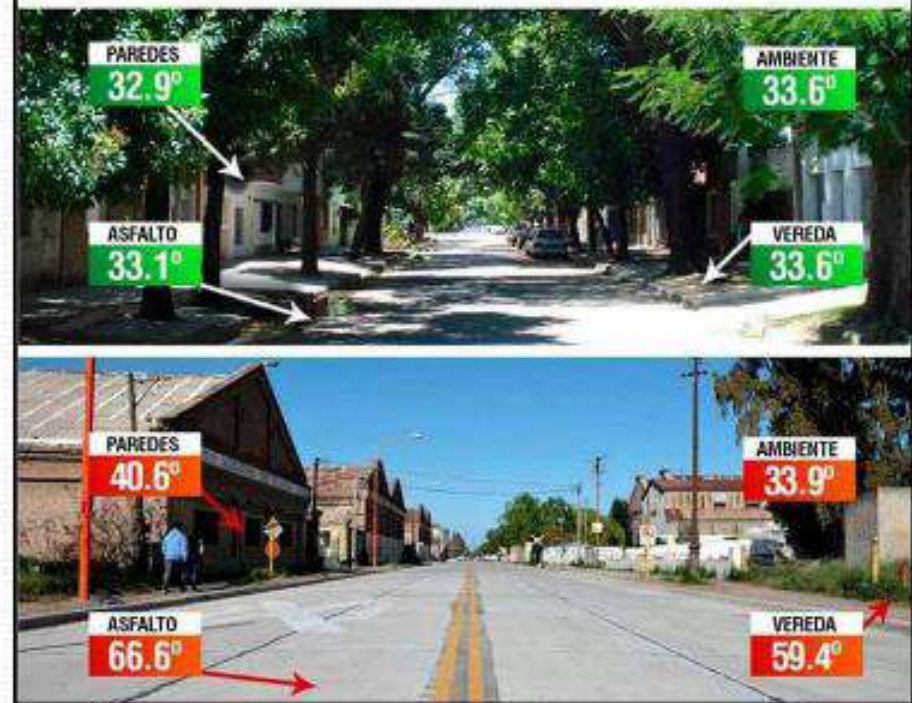 PAREDES
32.9º
AMBIENTE
33.6º
ASFALTO
33.1º
VEREDA
33.6º
PAREDES
40.6º
AMBIENTE
33.9º
ASFALTO
66.6º
VEREDA
59.4º